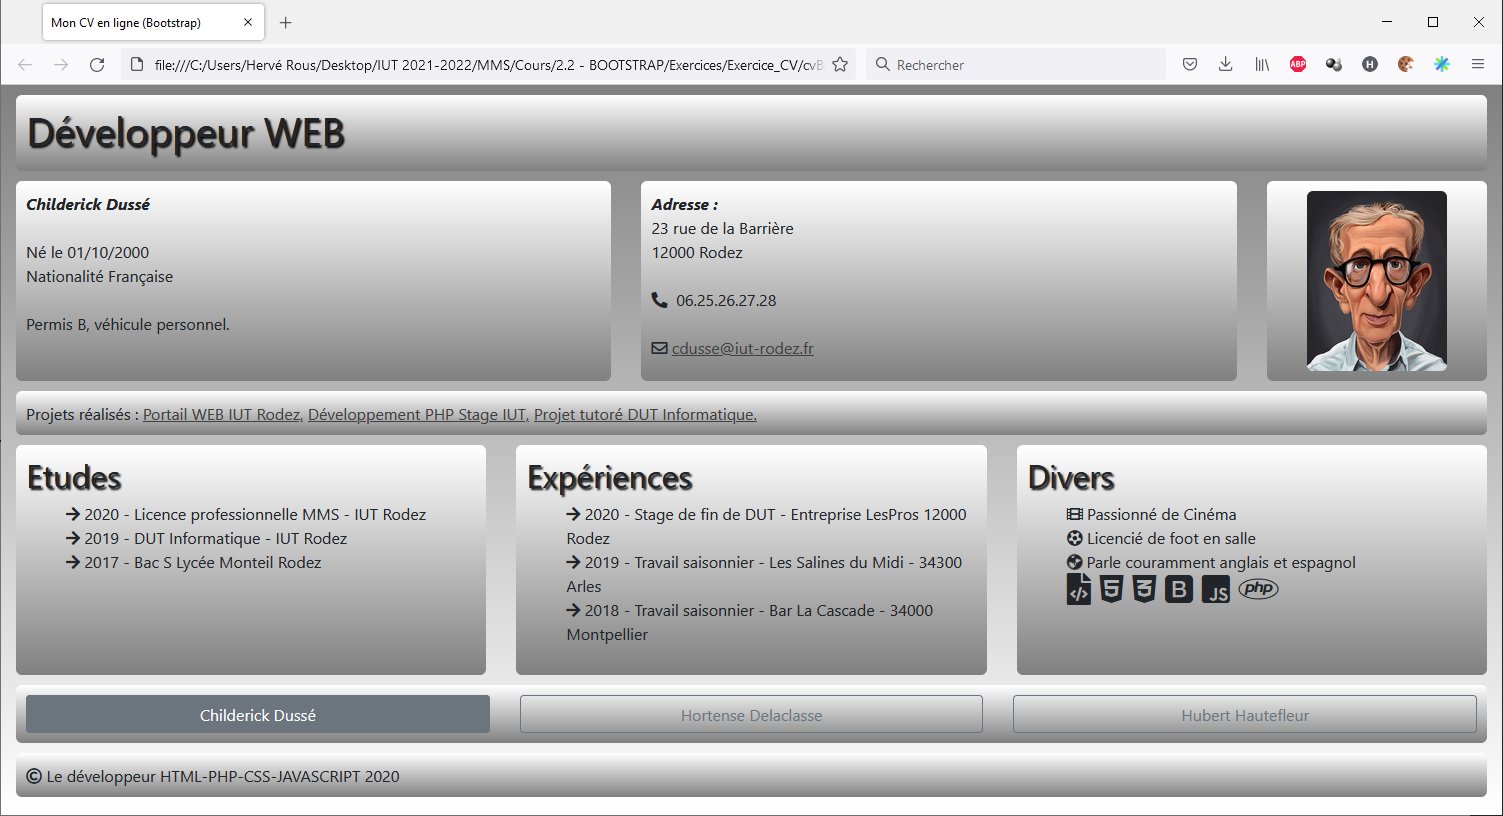 Mon CV en ligne (Bootstrap)
file:///C:/Users/Hervé Rous/Desktop/IUT 2021-2022/MMS/Cours/2.2 - BOOTSTRAP/Exercices/Exercice_CV/cvB
Rechercher
ABP
H
Développeur WEB
Childerick Dussé
Né le 01/10/2000
Nationalité Française
Permis B, véhicule personnel.
Adresse :
23 rue de la Barrière
12000 Rodez
06.25.26.27.28
cdusse@iut-rodez.fr
Projets réalisés : Portail WEB IUT Rodez, Développement PHP Stage IUT, Projet tutoré DUT Informatique.
Etudes
2020 - Licence professionnelle MMS - IUT Rodez
2019 - DUT Informatique - IUT Rodez
2017 - Bac S Lycée Monteil Rodez
Expériences
2020 - Stage de fin de DUT - Entreprise LesPros 12000
Rodez
2019 - Travail saisonnier - Les Salines du Midi - 34300
Arles
2018 - Travail saisonnier - Bar La Cascade - 34000
Montpellier
Divers
Passionné de Cinéma
Licencié de foot en salle
Parle couramment anglais et espagnol
5 3 B JS php
Childerick Dussé
Hortense Delaclasse
Hubert Hautefleur
© Le développeur HTML-PHP-CSS-JAVASCRIPT 2020